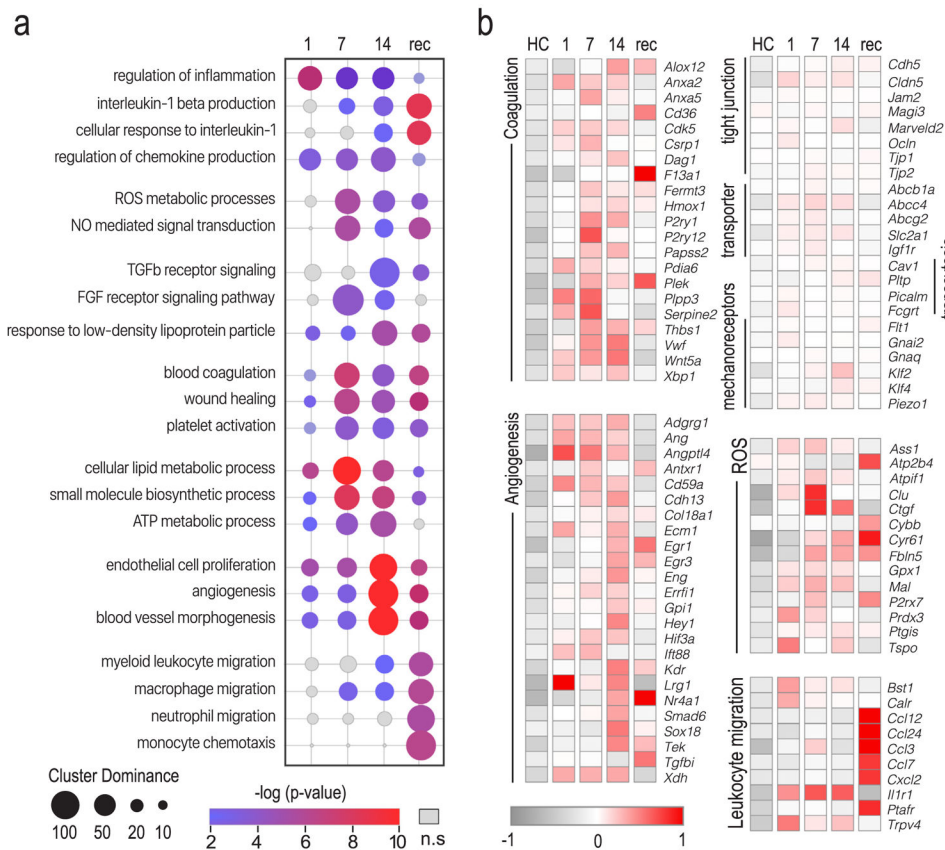 a
1 7 14 rec
regulation of inflammation
interleukin-1 beta production
cellular response to interleukin-1
regulation of chemokine production
ROS metabolic processes
NO mediated signal transduction
TGFb receptor signaling
FGF receptor signaling pathway
response to low-density lipoprotein particle
blood coagulation
wound healing
platelet activation
cellular lipid metabolic process
small molecule biosynthetic process
ATP metabolic process
endothelial cell proliferation
angiogenesis
blood vessel morphogenesis
myeloid leukocyte migration
macrophage migration
neutrophil migration
monocyte chemotaxis
Cluster Dominance
100 50 20 10
-log (p-value)
2 4 6 8 10
n.s
b
HC 1 7 14 rec
Coagulation
Alox12
Anxa2
Anxa5
Cd36
Cdk5
Csrp1
Dag1
F13a1
Fermt3
Hmox1
P2ry1
P2ry12
Papss2
Pdia6
Plek
Plpp3
Serpine2
Thbs1
Vwf
Wnt5a
Xbp1
Angiogenesis
Adgrg1
Ang
Angptl4
Antxr1
Cd59a
Cdh13
Col18a1
Ecm1
Egr1
Egr3
Eng
Errfi1
Gpi1
Hey1
Hif3a
Ift88
Kdr
Lrg1
Nr4a1
Smad6
Sox18
Tek
Tgfbi
Xdh
-1 0 1
HC 1 7 14 rec
tight junction
Cdh5
Cldn5
Jam2
Magi3
Marveld2
Ocln
Tjp1
Tjp2
transporter
Abcb1a
Abcc4
Abcg2
Slc2a1
Igf1r
Cav1
Pltp
Picalm
Fcgrt
mechanoreceptors
Flt1
Gnai2
Gnaq
Klf2
Klf4
Piezo1
ROS
Ass1
Atp2b4
Atpif1
Clu
Ctgf
Cybb
Cyr61
Fbln5
Gpx1
Mal
P2rx7
Prdx3
Ptgis
Tspo
Leukocyte migration
Bst1
Calr
Ccl12
Ccl24
Ccl3
Ccl7
Cxcl2
Il1r1
Ptafr
Trpv4